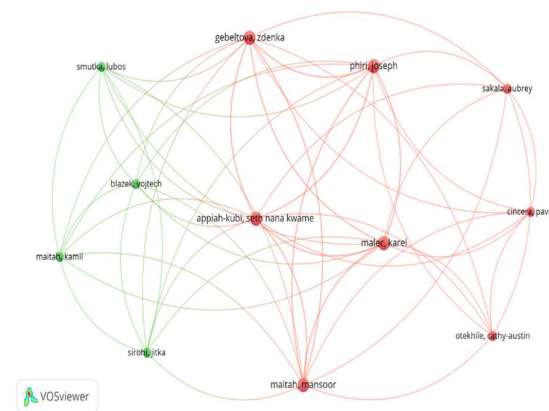 gebeltova, zdenka
smutka, lubos
phiri, joseph
sakala, aubrey
blazek, vojtech
appiah-kubi, seth nana kwame
cincera, pav
malec, karel
maitah, kamil
otekhile, cathy-austin
sirohi, jitka
maitah, mansoor
VOSviewer